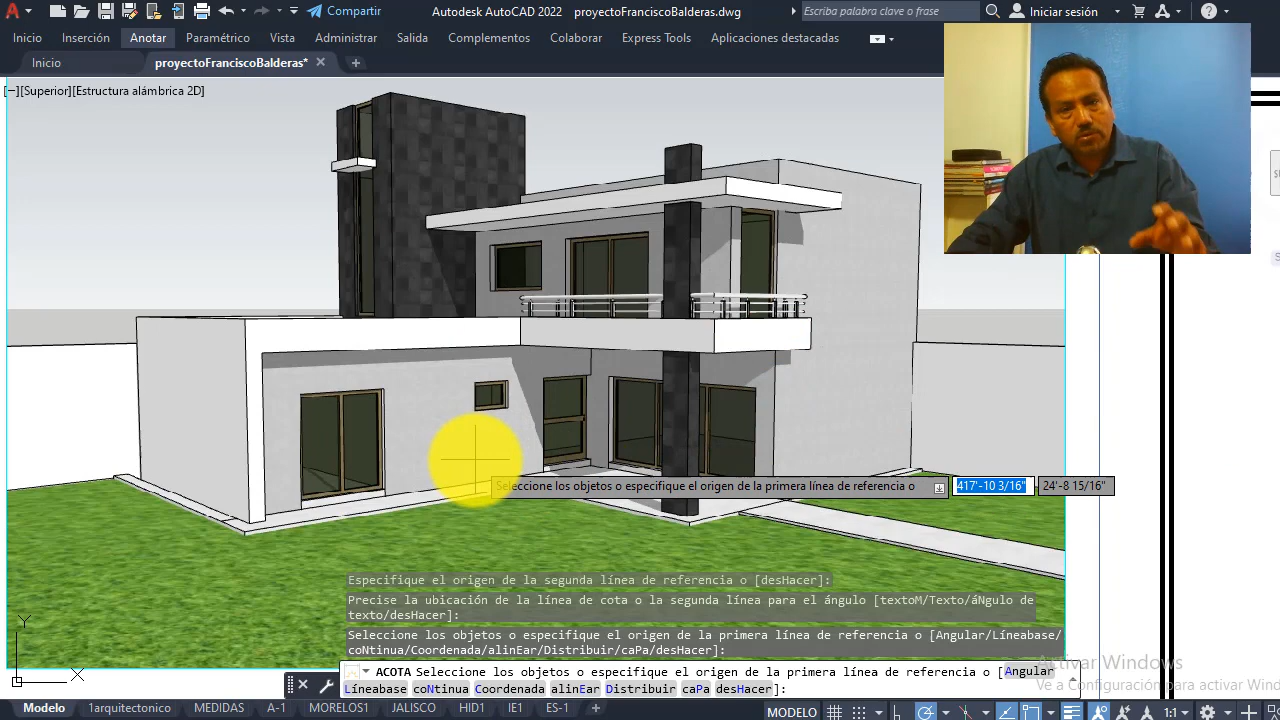 Compartir
Autodesk AutoCAD 2022 proyectoFranciscoBalderas.dwg
Escriba palabra clave o frase
Iniciar sesión
Inicio Inserción Anotar Paramétrico Vista Administrar Salida Complementos Colaborar Express Tools Aplicaciones destacadas
Inicio proyectoFranciscoBalderas*
[−][Superior][Estructura alámbrica 2D]
Seleccione los objetos o especifique el origen de la primera línea de referencia o 417'-10 3/16" 24'-8 15/16"
Especifique el origen de la segunda línea de referencia o [desHacer]:
Precise la ubicación de la línea de cota o la segunda línea para el ángulo [textoM/Texto/áNgulo de
texto/desHacer]:
Seleccione los objetos o especifique el origen de la primera línea de referencia o [Angular/Líneabase/
coNtinua/Coordenada/alinEar/Distribuir/caPa/desHacer]:
Y
X
Activar Windows
Ve a Configuración para activar Win
ACOTA Seleccione los objetos o especifique el origen de la primera línea de referencia o [Angular
Líneabase coNtinua Coordenada alinEar Distribuir caPa desHacer]:
Modelo 1arquitectonico MEDIDAS A-1 MORELOS1 JALISCO HID1 IE1 ES-1
MODELO 1:1